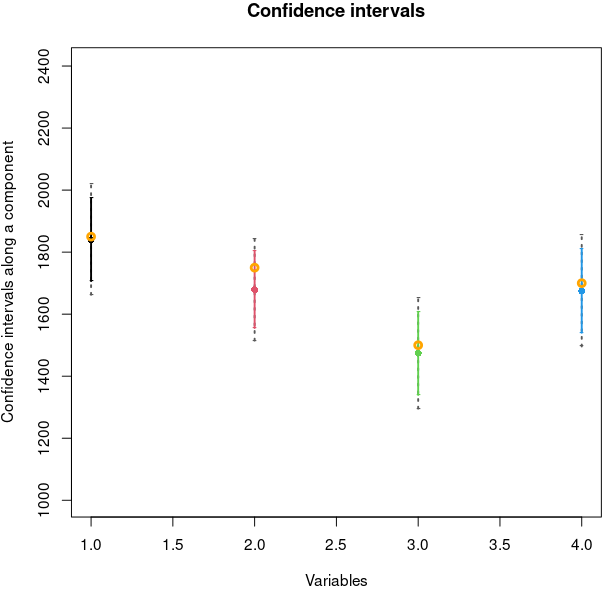 Confidence intervals
Confidence intervals along a component
2400
2200
2000
1800
1600
1400
1200
1000
1.0 1.5 2.0 2.5 3.0 3.5 4.0
Variables